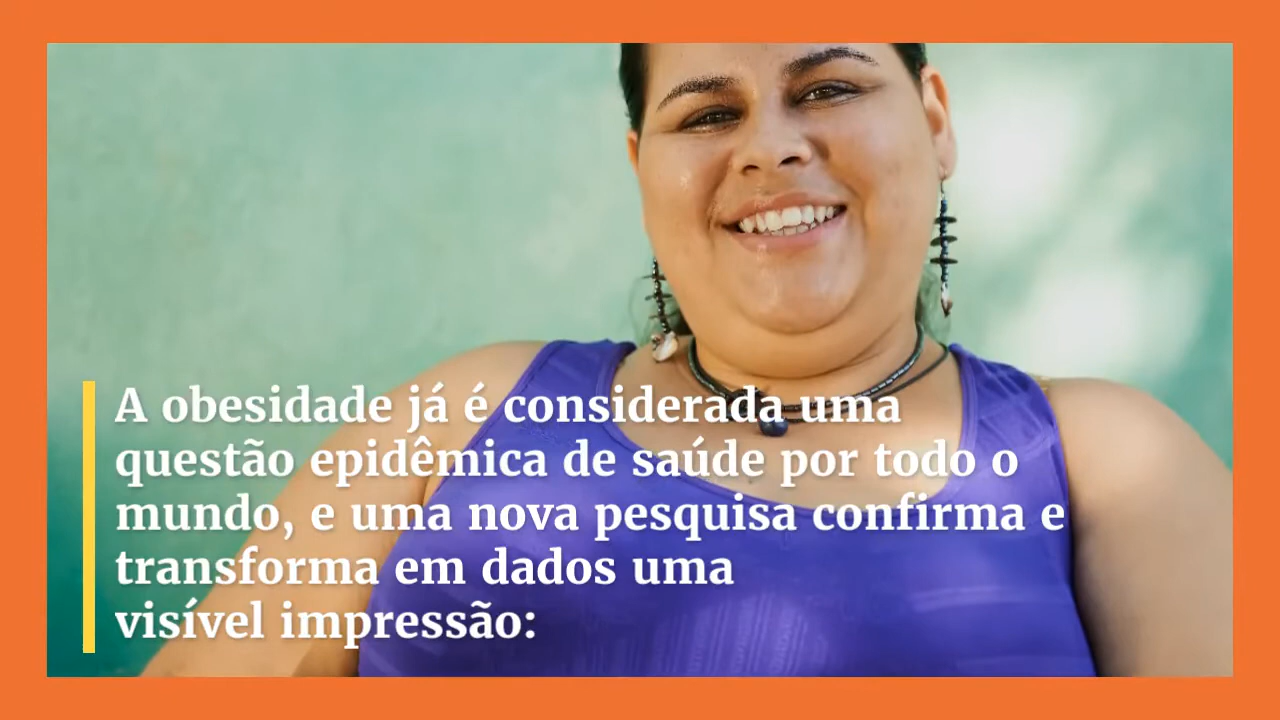 A obesidade já é considerada uma
questão epidêmica de saúde por todo o
mundo, e uma nova pesquisa confirma e
transforma em dados uma
visível impressão: